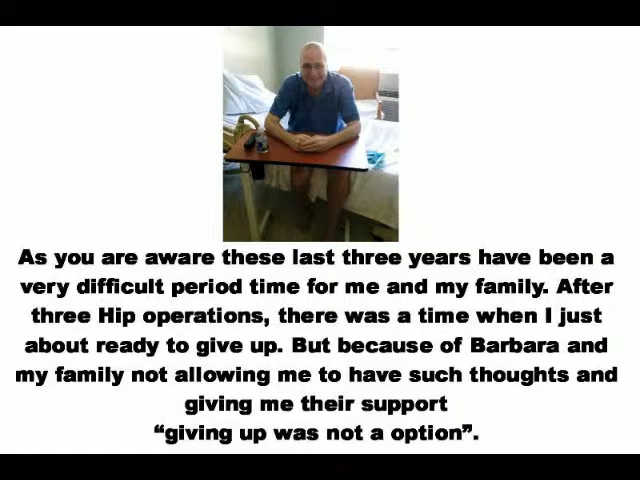 As you are aware these last three years have been a
very difficult period time for me and my family. After
three Hip operations, there was a time when I just
about ready to give up. But because of Barbara and
my family not allowing me to have such thoughts and
giving me their support
“giving up was not a option”.